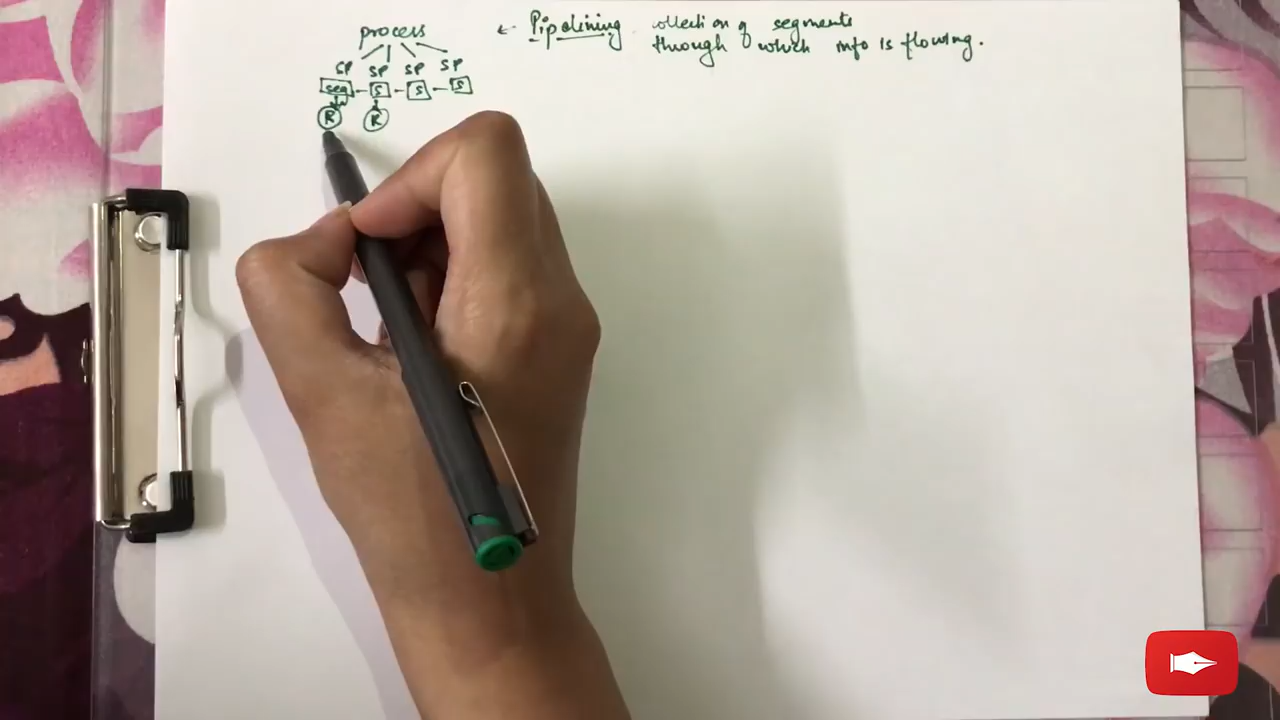 process
Pipelining collection of segments
through which info is flowing.
SP SP SP SP
seg S S S
R R